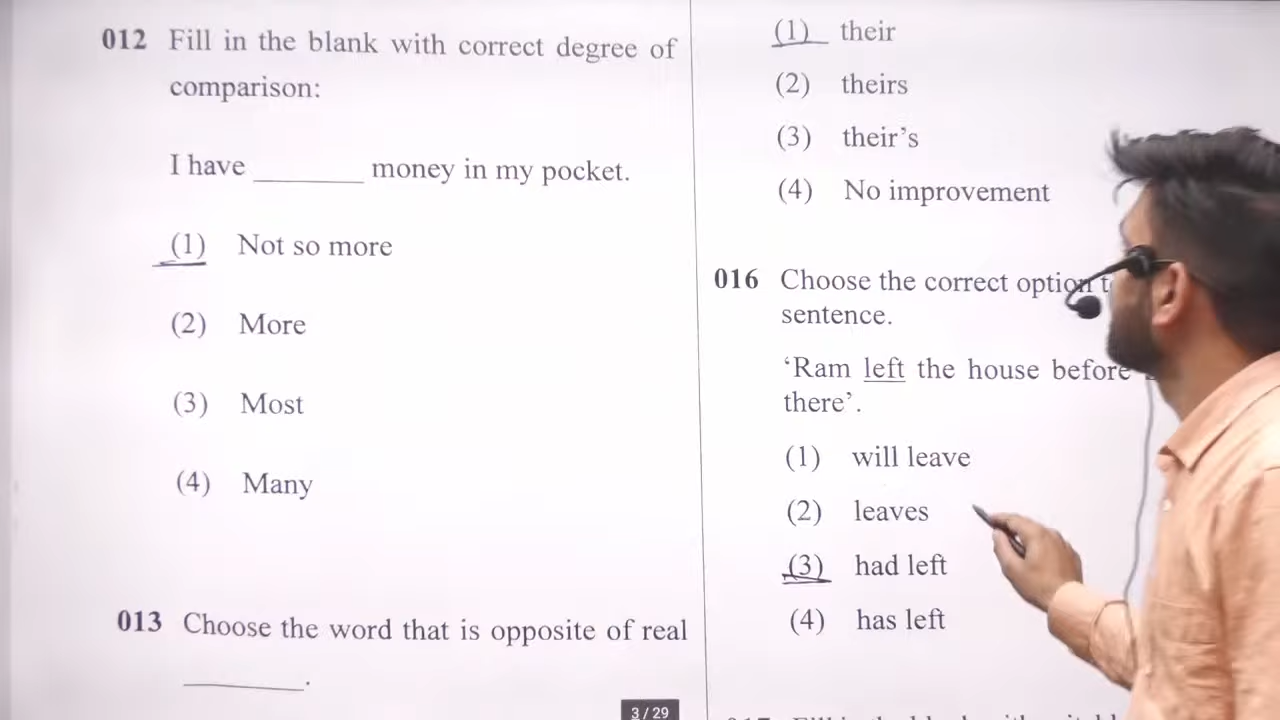 012 Fill in the blank with correct degree of
comparison:
I have ________ money in my pocket.
(1) Not so more
(2) More
(3) Most
(4) Many
013 Choose the word that is opposite of real
________.
(1) their
(2) theirs
(3) their's
(4) No improvement
016 Choose the correct option
sentence.
‘Ram left the house before
there’.
(1) will leave
(2) leaves
(3) had left
(4) has left
3 / 29